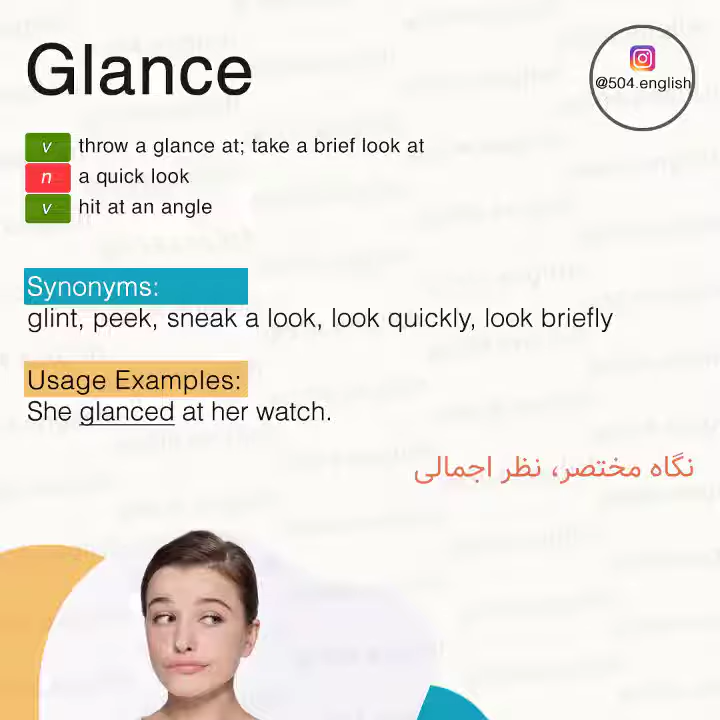 Glance
@504.english
v throw a glance at; take a brief look at
n a quick look
v hit at an angle
Synonyms:
glint, peek, sneak a look, look quickly, look briefly
Usage Examples:
She glanced at her watch.
نگاه مختصر، نظر اجمالی